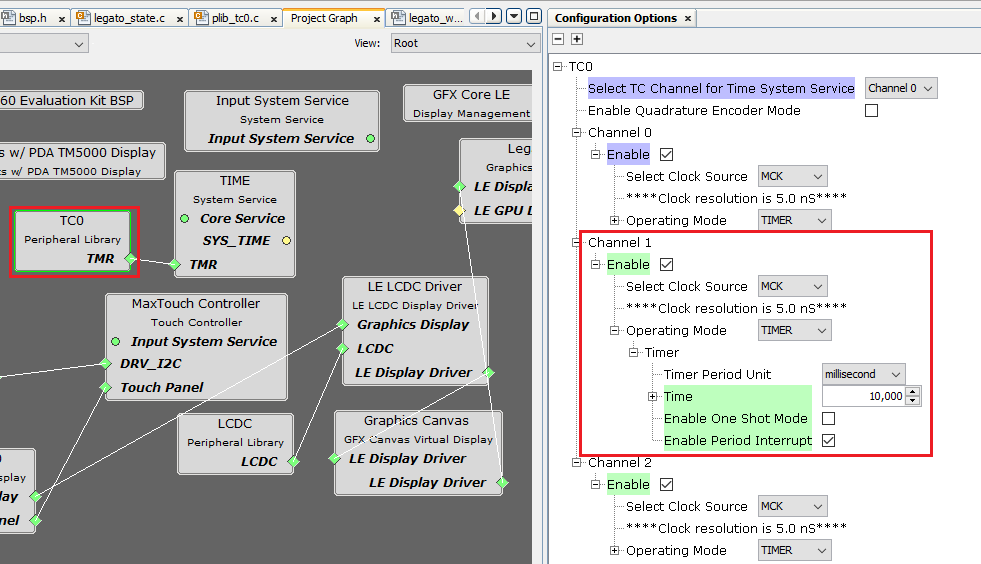 bsp.h
legato_state.c
plib_tc0.c
Project Graph
legato_w...
View:
Root
60 Evaluation Kit BSP
Input System Service
System Service
Input System Service
GFX Core LE
Display Management
s w/ PDA TM5000 Display
ts w/ PDA TM5000 Display
TIME
System Service
Core Service
SYS_TIME
TMR
TC0
Peripheral Library
TMR
Leg
Graphics
LE Displa
LE GPU D
MaxTouch Controller
Touch Controller
Input System Service
DRV_I2C
Touch Panel
LE LCDC Driver
LE LCDC Display Driver
Graphics Display
LCDC
LE Display Driver
LCDC
Peripheral Library
LCDC
Graphics Canvas
GFX Canvas Virtual Display
LE Display Driver
LE Display Driver
splay
lay
nel
Configuration Options
TC0
Select TC Channel for Time System Service
Channel 0
Enable Quadrature Encoder Mode
Channel 0
Enable
Select Clock Source MCK
****Clock resolution is 5.0 nS****
Operating Mode TIMER
Channel 1
Enable
Select Clock Source MCK
****Clock resolution is 5.0 nS****
Operating Mode TIMER
Timer
Timer Period Unit millisecond
Time 10,000
Enable One Shot Mode
Enable Period Interrupt
Channel 2
Enable
Select Clock Source MCK
****Clock resolution is 5.0 nS****
Operating Mode TIMER